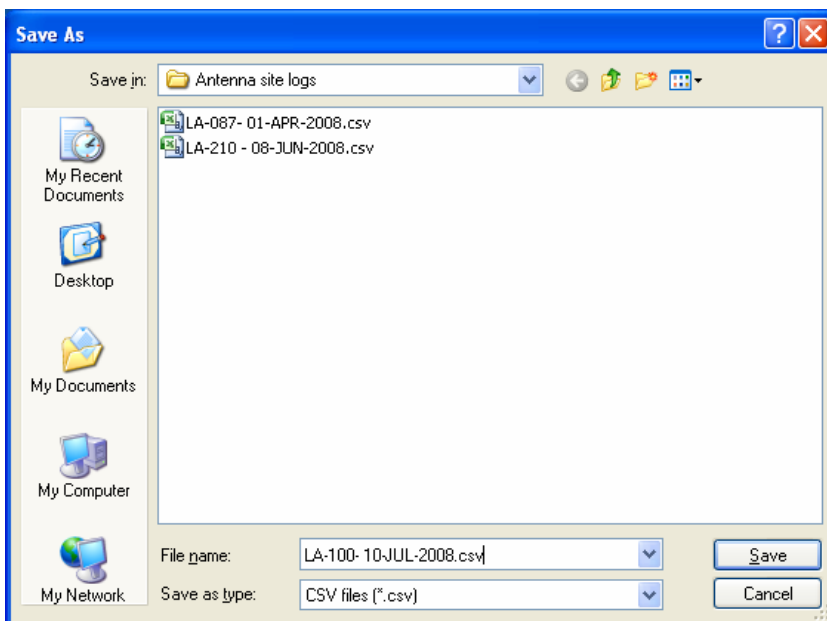 Save As
Save in:
Antenna site logs
LA-087- 01-APR-2008.csv
LA-210 - 08-JUN-2008.csv
My Recent
Documents
Desktop
My Documents
My Computer
My Network
File name:
LA-100- 10-JUL-2008.csv
Save
Save as type:
CSV files (*.csv)
Cancel